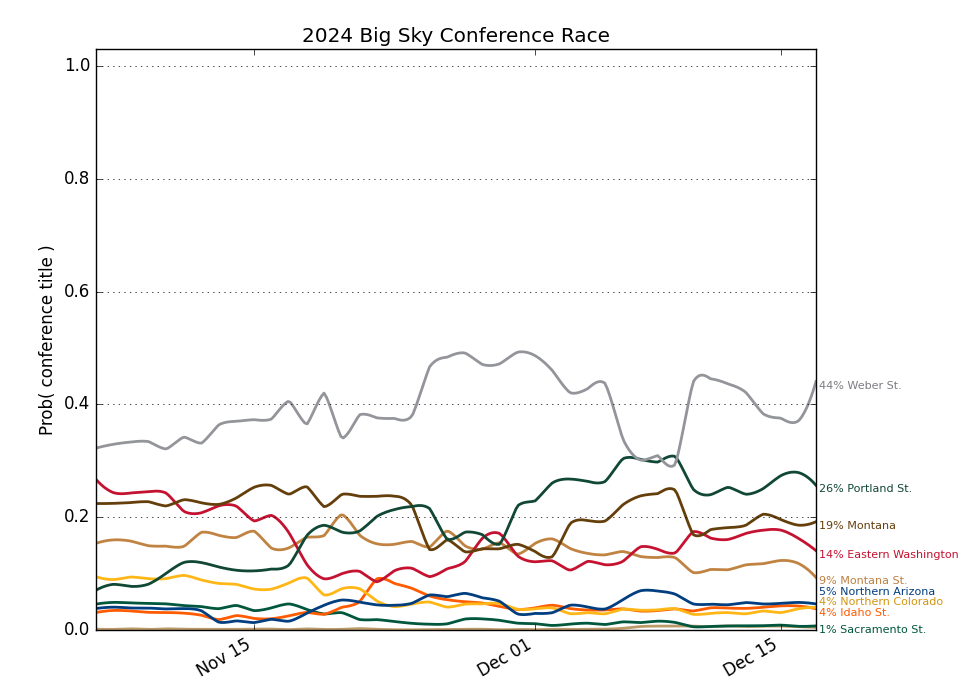 2024 Big Sky Conference Race
Prob( conference title )
1.0
0.8
0.6
0.4
0.2
0.0
Nov 15
Dec 01
Dec 15
44% Weber St.
26% Portland St.
19% Montana
14% Eastern Washington
9% Montana St.
5% Northern Arizona
4% Northern Colorado
4% Idaho St.
1% Sacramento St.